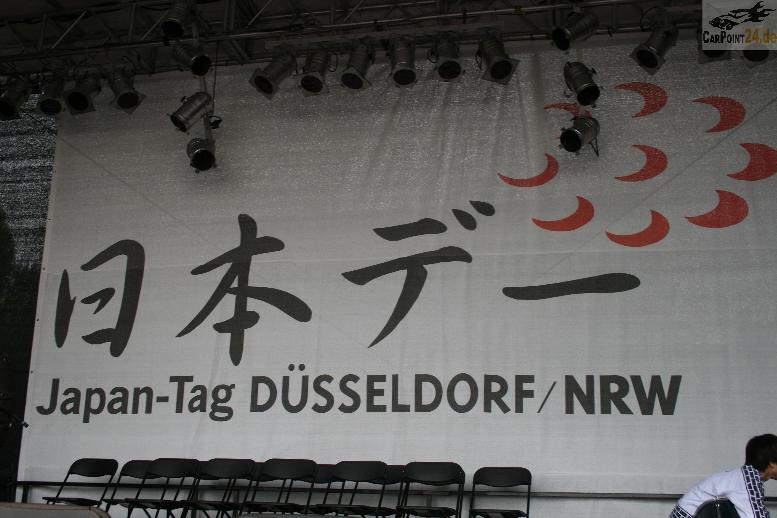 CARPOINT24.de
日本デー
Japan-Tag DÜSSELDORF/NRW